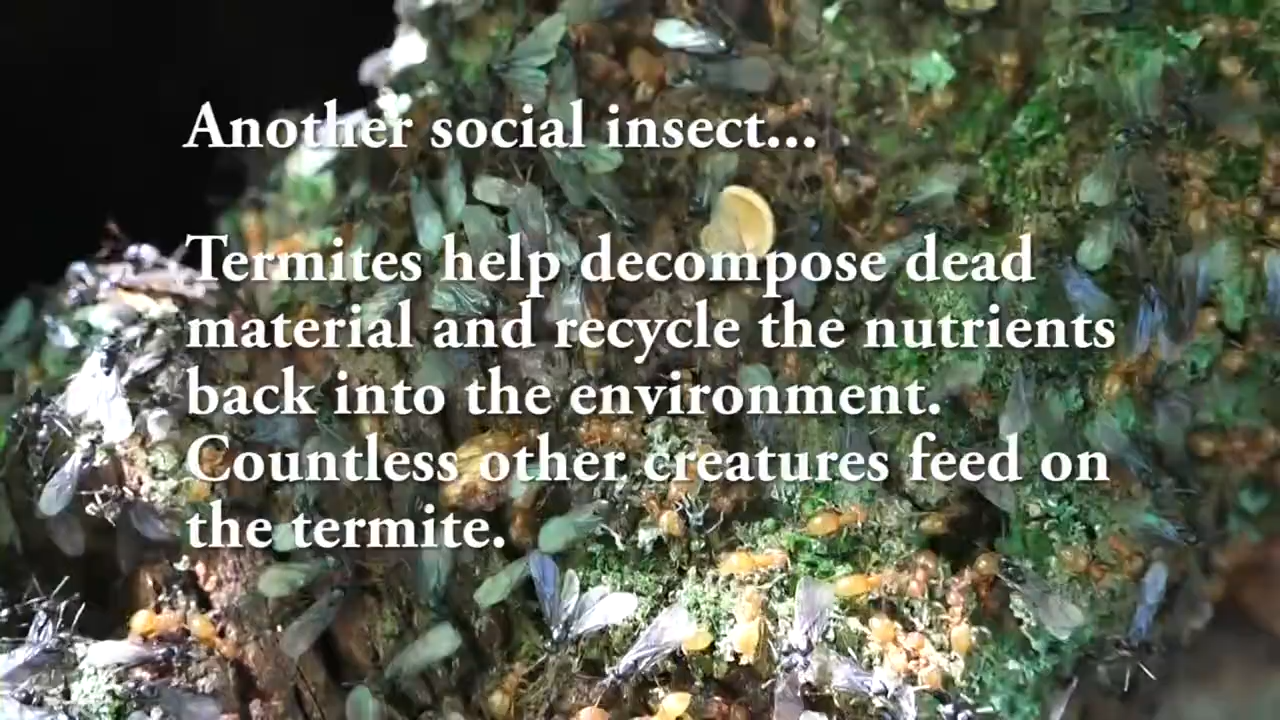 Another social insect...
Termites help decompose dead
material and recycle the nutrients
back into the environment.
Countless other creatures feed on
the termite.